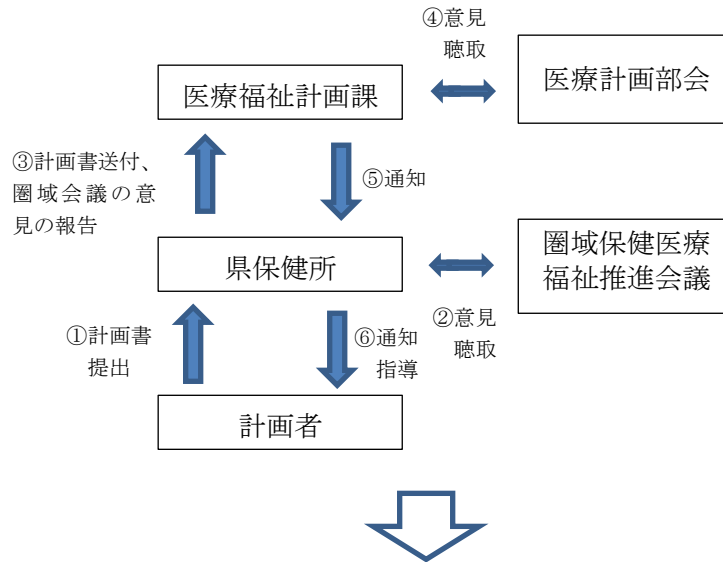 ④意見
聴取
医療福祉計画課
医療計画部会
③計画書送付、
圏域会議の意
見の報告
⑤通知
県保健所
圏域保健医療
福祉推進会議
①計画書
提出
⑥通知
指導
②意見
聴取
計画者